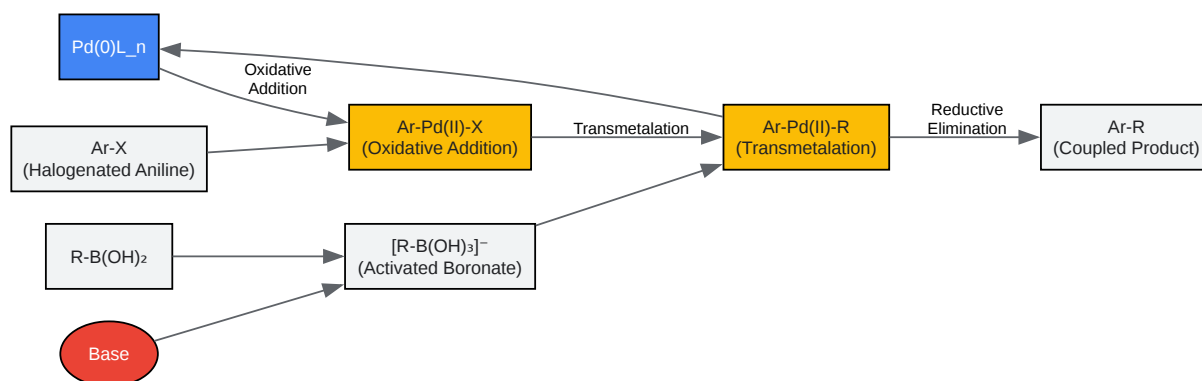 Pd(0)L_n
Oxidative
Addition
Ar-X
(Halogenated Aniline)
Ar-Pd(II)-X
(Oxidative Addition)
Transmetalation
Ar-Pd(II)-R
(Transmetalation)
Reductive
Elimination
Ar-R
(Coupled Product)
R-B(OH)₂
[R-B(OH)₃]⁻
(Activated Boronate)
Base